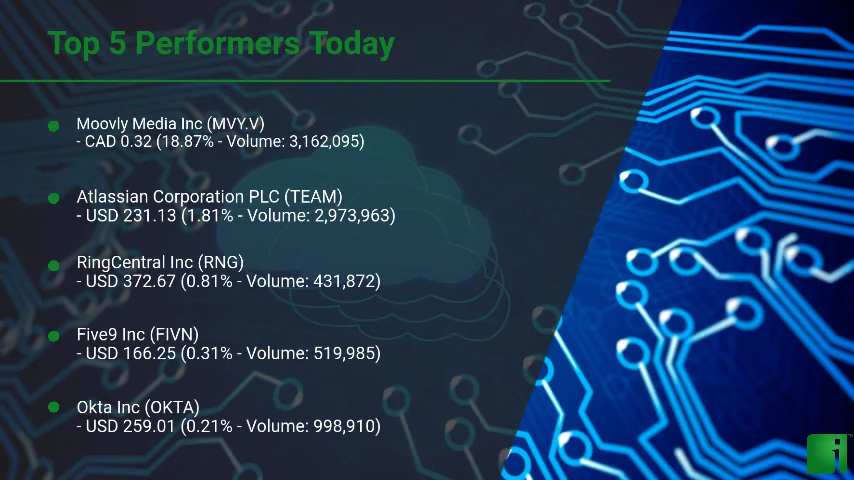 Top 5 Performers Today
Moovly Media Inc (MVY.V)
- CAD 0.32 (18.87% - Volume: 3,162,095)
Atlassian Corporation PLC (TEAM)
- USD 231.13 (1.81% - Volume: 2,973,963)
RingCentral Inc (RNG)
- USD 372.67 (0.81% - Volume: 431,872)
Five9 Inc (FIVN)
- USD 166.25 (0.31% - Volume: 519,985)
Okta Inc (OKTA)
- USD 259.01 (0.21% - Volume: 998,910)
i